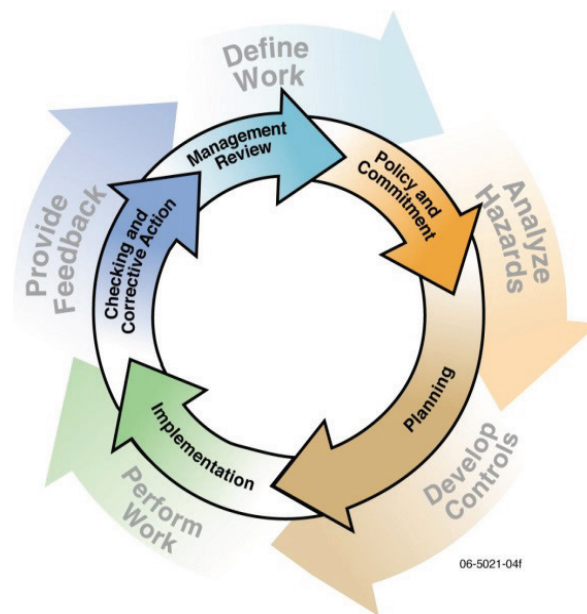 Define
Work
Management
Review
Policy and
Commitment
Analyze
Hazards
Provide
Feedback
Checking and
Corrective Action
Planning
Implementation
Develop
Controls
Perform
Work
06-5021-04f